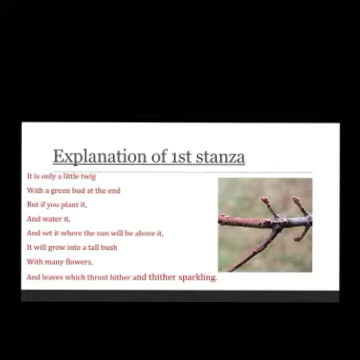 Explanation of 1st stanza
It is only a little twig
With a green bud at the end
But if you plant it,
And water it,
And set it where the sun will be above it,
It will grow into a tall bush
With many flowers,
And leaves which thrust hither and thither sparkling.